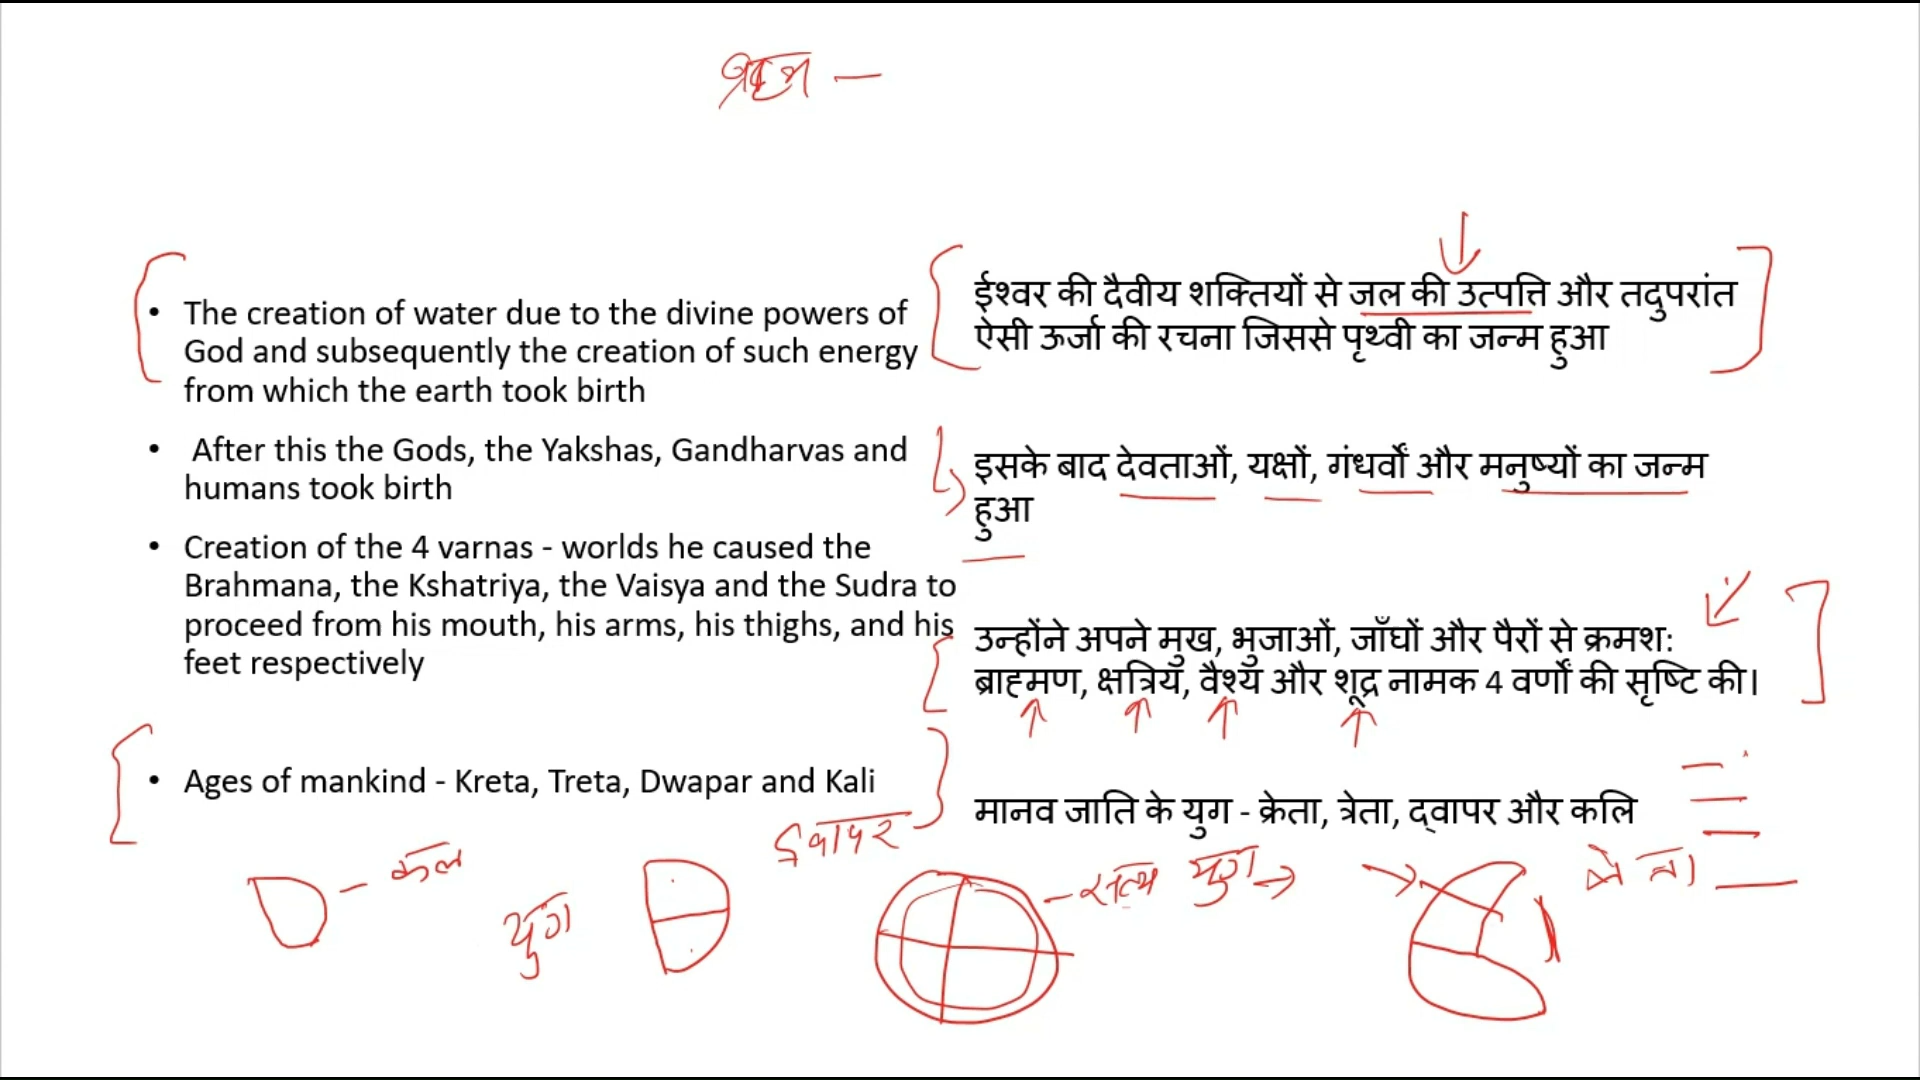 • The creation of water due to the divine powers of
God and subsequently the creation of such energy
from which the earth took birth
•  After this the Gods, the Yakshas, Gandharvas and
humans took birth
• Creation of the 4 varnas - worlds he caused the
Brahmana, the Kshatriya, the Vaisya and the Sudra to
proceed from his mouth, his arms, his thighs, and his
feet respectively
• Ages of mankind - Kreta, Treta, Dwapar and Kali
ईश्वर की दैवीय शक्तियों से जल की उत्पत्ति और तदुपरांत
ऐसी ऊर्जा की रचना जिससे पृथ्वी का जन्म हुआ
इसके बाद देवताओं, यक्षों, गंधर्वों और मनुष्यों का जन्म
हुआ
उन्होंने अपने मुख, भुजाओं, जाँघों और पैरों से क्रमश:
ब्राह्मण, क्षत्रिय, वैश्य और शूद्र नामक 4 वर्णों की सृष्टि की।
मानव जाति के युग - क्रेता, त्रेता, द्वापर और कलि
द्वापर
युग
सत्य युग